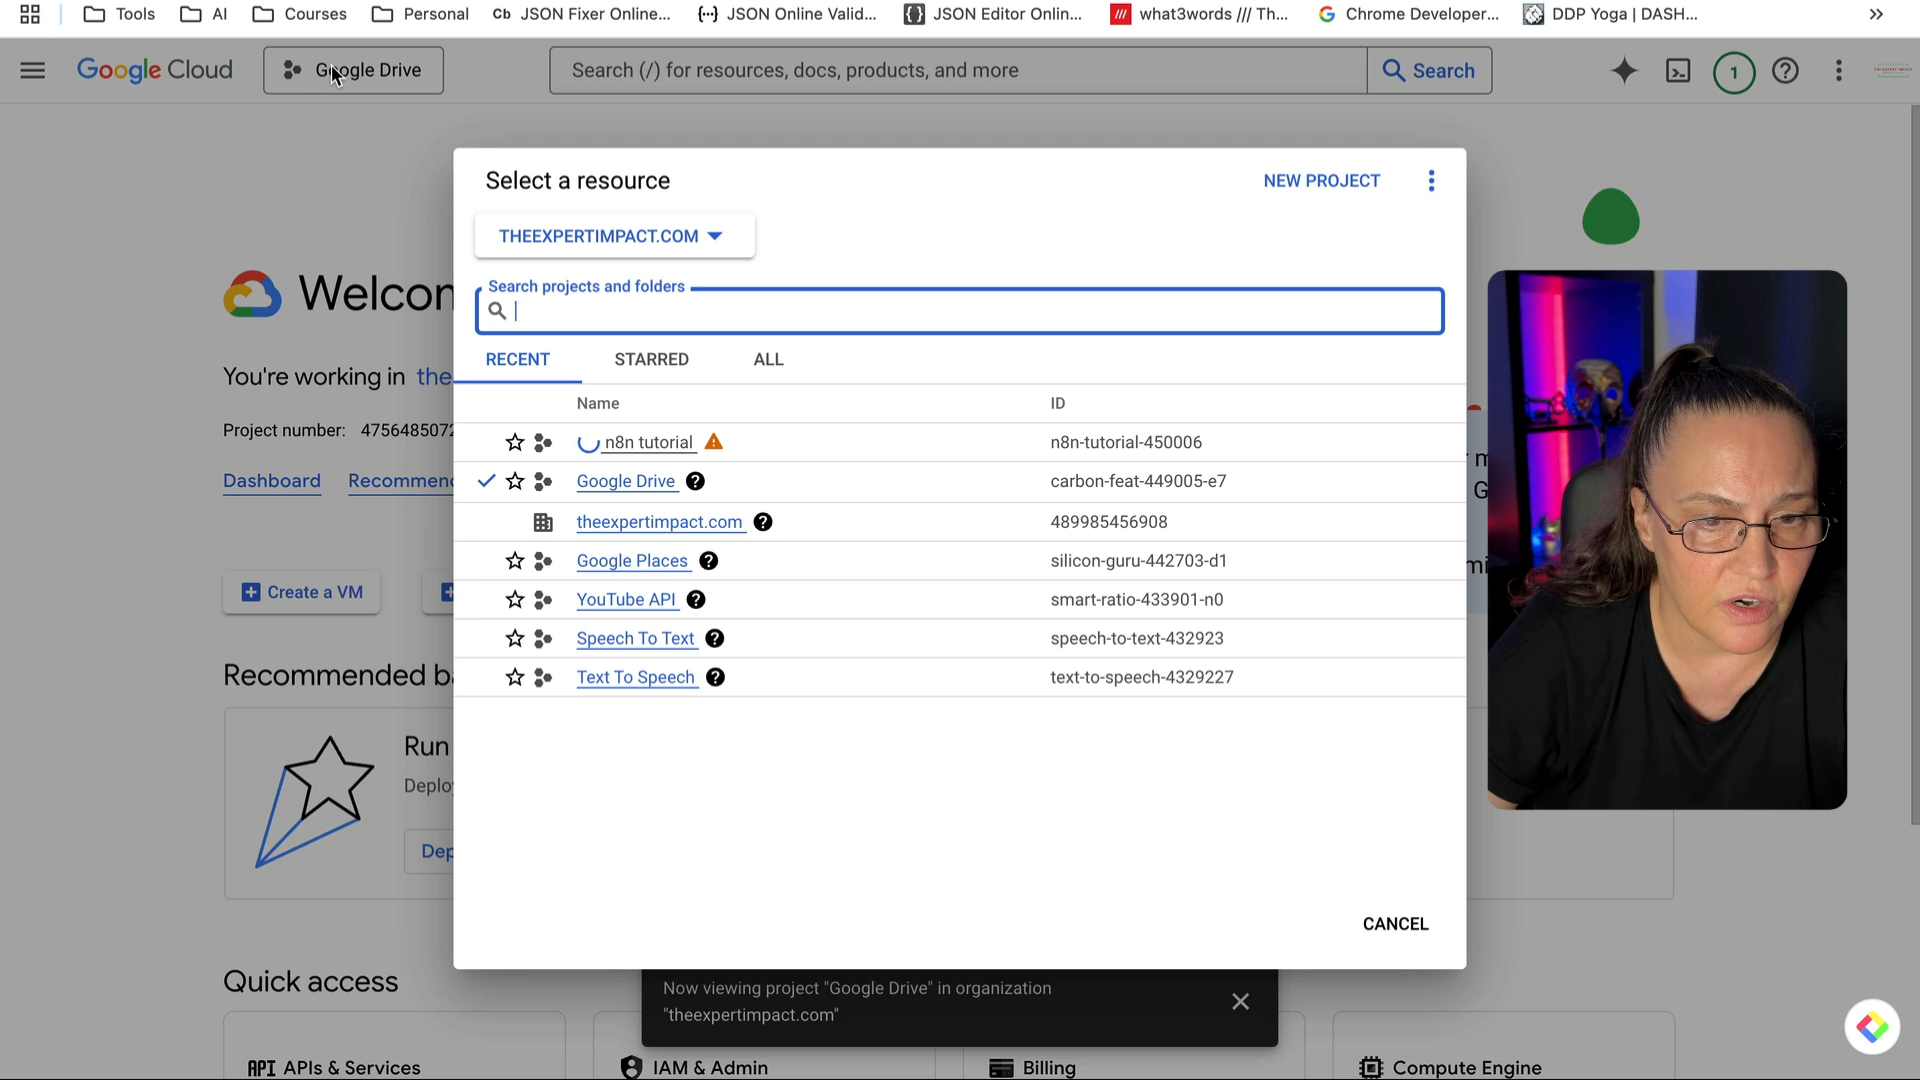 Tools
AI
Courses
Personal
Cb JSON Fixer Online...
JSON Online Valid...
JSON Editor Onlin...
what3words /// Th...
Chrome Developer...
DDP Yoga | DASH...
Google Cloud
Google Drive
Search (/) for resources, docs, products, and more
Search
1
Select a resource
NEW PROJECT
THEEXPERTIMPACT.COM
Search projects and folders
RECENT
STARRED
ALL
Name
ID
n8n tutorial
n8n-tutorial-450006
Google Drive
carbon-feat-449005-e7
theexpertimpact.com
489985456908
Google Places
silicon-guru-442703-d1
YouTube API
smart-ratio-433901-n0
Speech To Text
speech-to-text-432923
Text To Speech
text-to-speech-4329227
CANCEL
Welcon
You're working in the
Project number: 4756485072
Dashboard
Recommen
Create a VM
Recommended ba
Run
Deplo
Dep
Quick access
Now viewing project "Google Drive" in organization
"theexpertimpact.com"
API APIs & Services
IAM & Admin
Billing
Compute Engine